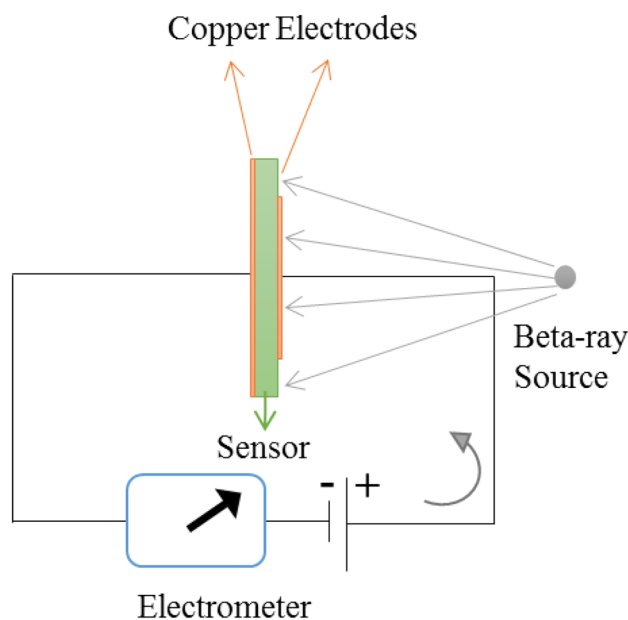 Copper Electrodes
Beta-ray
Source
Sensor
- +
Electrometer